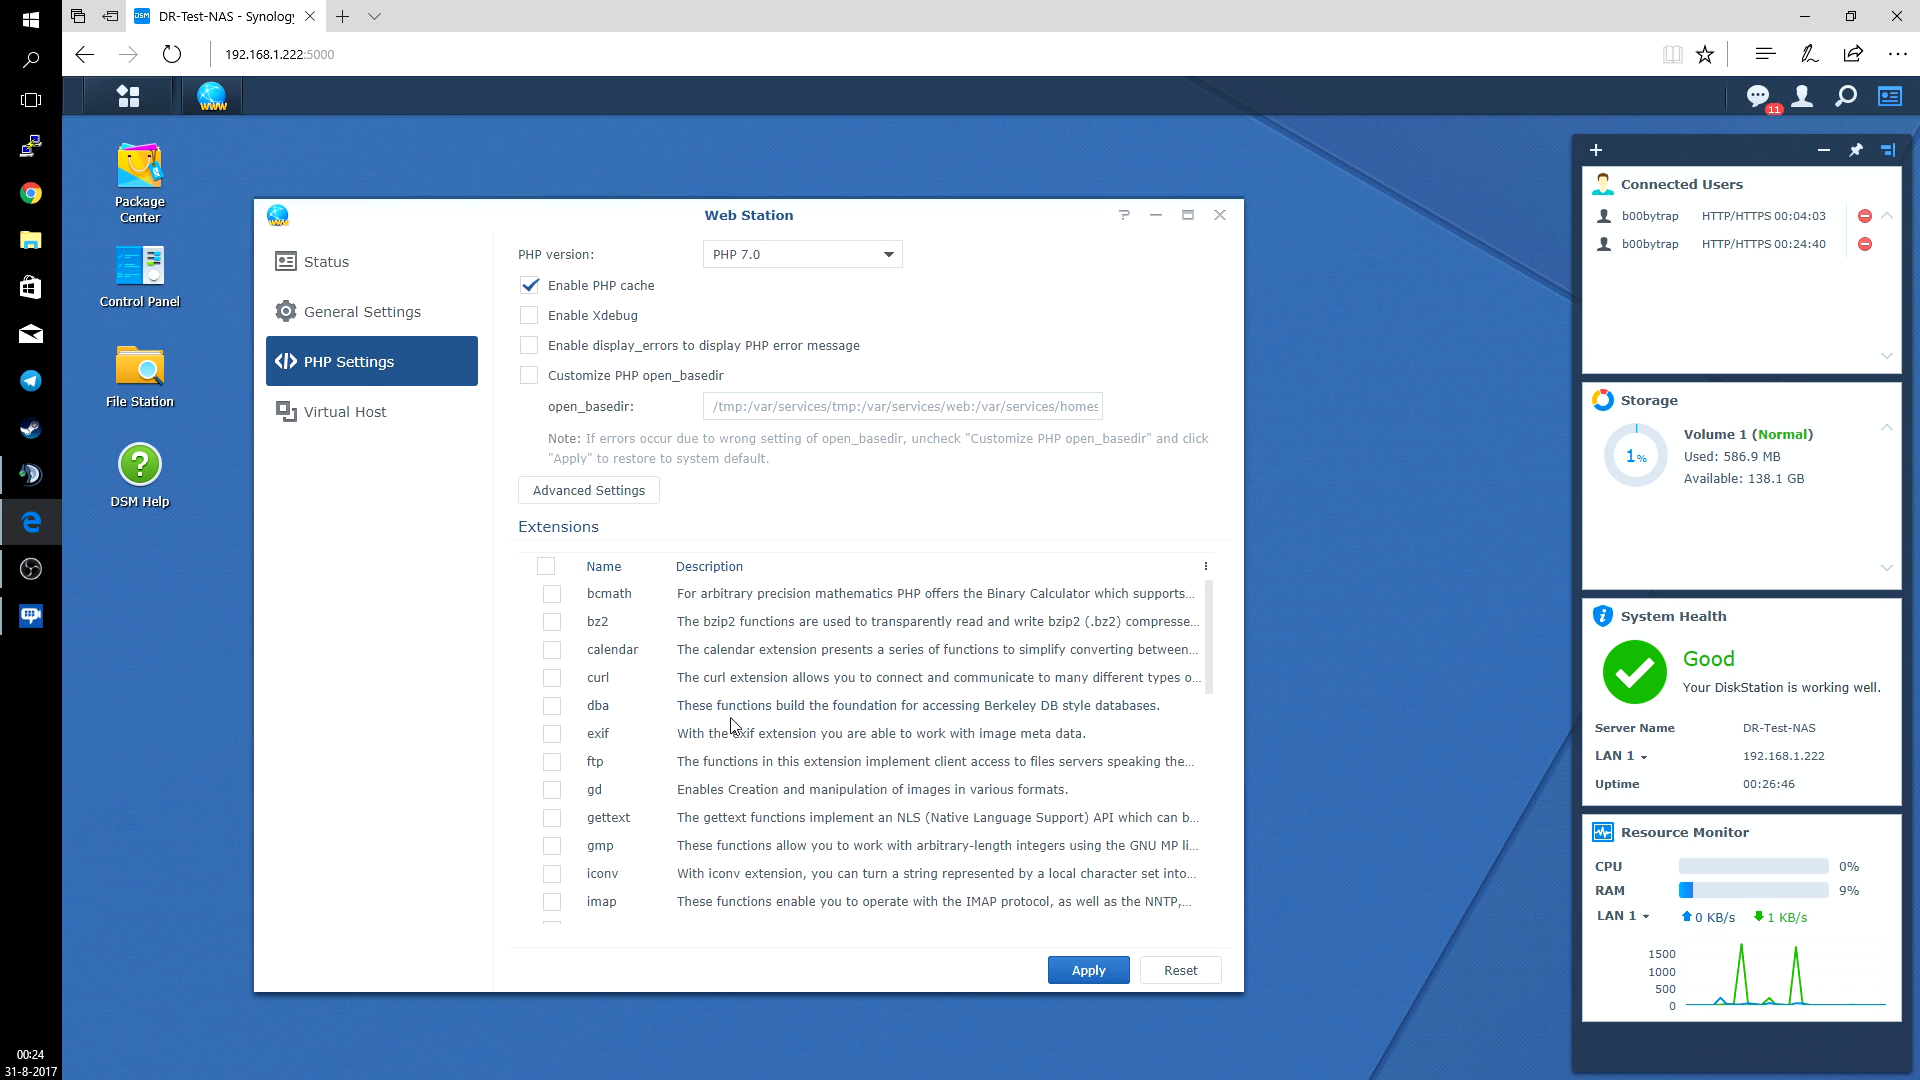 DR-Test-NAS - Synology
192.168.1.222:5000
11
Package
Center
Control Panel
File Station
DSM Help
Web Station
Status
General Settings
PHP Settings
Virtual Host
PHP version:
PHP 7.0
Enable PHP cache
Enable Xdebug
Enable display_errors to display PHP error message
Customize PHP open_basedir
open_basedir:
/tmp:/var/services/tmp:/var/services/web:/var/services/homes
Note: If errors occur due to wrong setting of open_basedir, uncheck "Customize PHP open_basedir" and click
"Apply" to restore to system default.
Advanced Settings
Extensions
Name Description
bcmath For arbitrary precision mathematics PHP offers the Binary Calculator which supports...
bz2 The bzip2 functions are used to transparently read and write bzip2 (.bz2) compresse...
calendar The calendar extension presents a series of functions to simplify converting between...
curl The curl extension allows you to connect and communicate to many different types o...
dba These functions build the foundation for accessing Berkeley DB style databases.
exif With the exif extension you are able to work with image meta data.
ftp The functions in this extension implement client access to files servers speaking the...
gd Enables Creation and manipulation of images in various formats.
gettext The gettext functions implement an NLS (Native Language Support) API which can b...
gmp These functions allow you to work with arbitrary-length integers using the GNU MP li...
iconv With iconv extension, you can turn a string represented by a local character set into...
imap These functions enable you to operate with the IMAP protocol, as well as the NNTP,...
Apply Reset
Connected Users
b00bytrap HTTP/HTTPS 00:04:03
b00bytrap HTTP/HTTPS 00:24:40
Storage
1%
Volume 1 (Normal)
Used: 586.9 MB
Available: 138.1 GB
System Health
Good
Your DiskStation is working well.
Server Name DR-Test-NAS
LAN 1 192.168.1.222
Uptime 00:26:46
Resource Monitor
CPU 0%
RAM 9%
LAN 1 0 KB/s 1 KB/s
1500
1000
500
0
00:24
31-8-2017